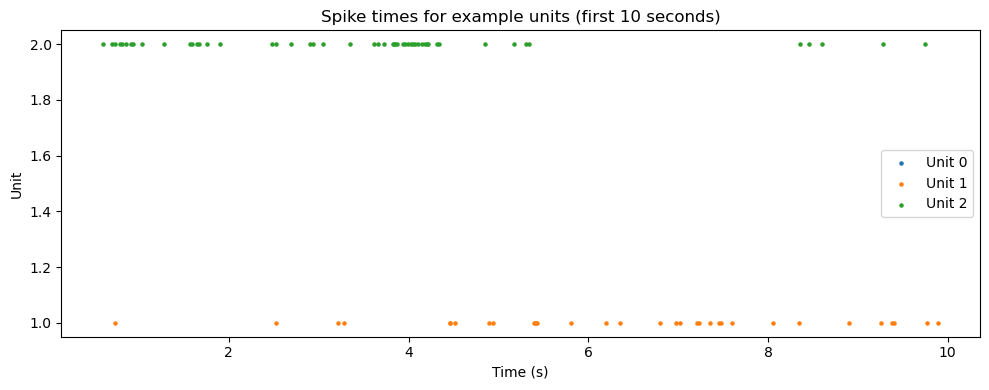 Spike times for example units (first 10 seconds)
2.0
1.8
1.6
1.4
1.2
1.0
Unit
Unit 0
Unit 1
Unit 2
2 4 6 8 10
Time (s)